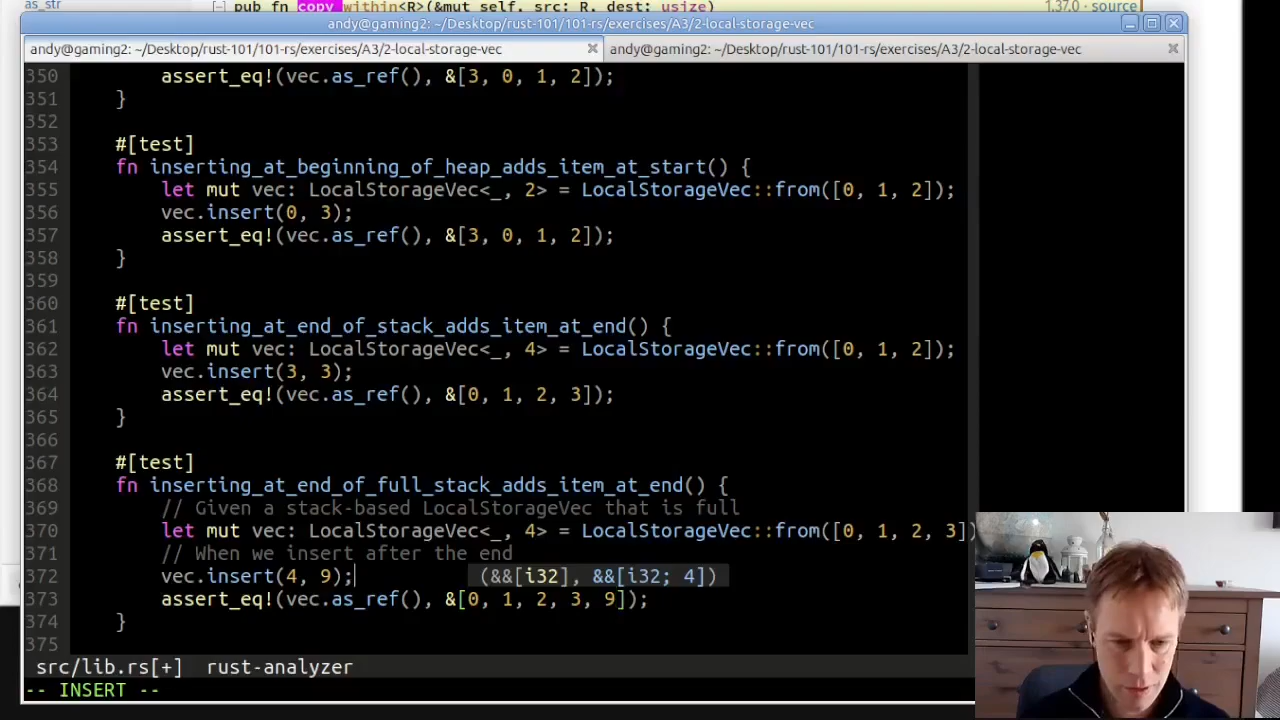 as_str
[−] pub fn copy_within<R>(&mut self, src: R, dest: usize)
1.37.0 · source
andy@gaming2: ~/Desktop/rust-101/101-rs/exercises/A3/2-local-storage-vec
andy@gaming2: ~/Desktop/rust-101/101-rs/exercises/A3/2-local-storage-vec
andy@gaming2: ~/Desktop/rust-101/101-rs/exercises/A3/2-local-storage-vec
350 assert_eq!(vec.as_ref(), &[3, 0, 1, 2]);
351 }
352
353 #[test]
354 fn inserting_at_beginning_of_heap_adds_item_at_start() {
355 let mut vec: LocalStorageVec<_, 2> = LocalStorageVec::from([0, 1, 2]);
356 vec.insert(0, 3);
357 assert_eq!(vec.as_ref(), &[3, 0, 1, 2]);
358 }
359
360 #[test]
361 fn inserting_at_end_of_stack_adds_item_at_end() {
362 let mut vec: LocalStorageVec<_, 4> = LocalStorageVec::from([0, 1, 2]);
363 vec.insert(3, 3);
364 assert_eq!(vec.as_ref(), &[0, 1, 2, 3]);
365 }
366
367 #[test]
368 fn inserting_at_end_of_full_stack_adds_item_at_end() {
369 // Given a stack-based LocalStorageVec that is full
370 let mut vec: LocalStorageVec<_, 4> = LocalStorageVec::from([0, 1, 2, 3])
371 // When we insert after the end
372 vec.insert(4, 9); (&&[i32], &&[i32; 4])
373 assert_eq!(vec.as_ref(), &[0, 1, 2, 3, 9]);
374 }
375
src/lib.rs[+] rust-analyzer
-- INSERT --